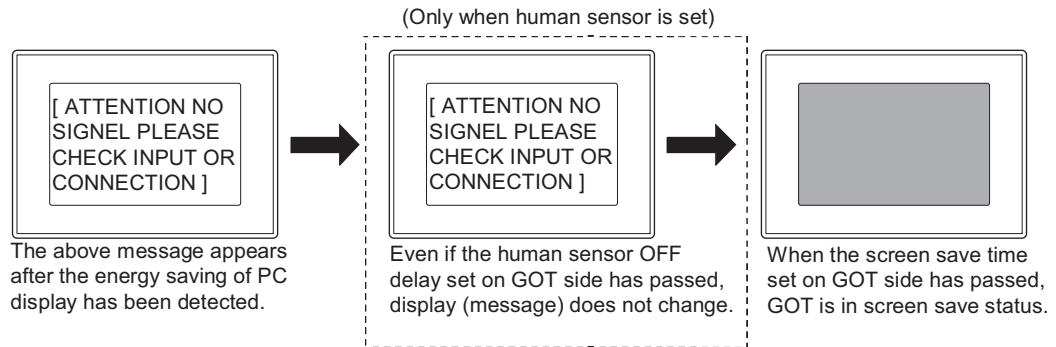 (Only when human sensor is set)
[ ATTENTION NO
SIGNEL PLEASE
CHECK INPUT OR
CONNECTION ]
The above message appears
after the energy saving of PC
display has been detected.
[ ATTENTION NO
SIGNEL PLEASE
CHECK INPUT OR
CONNECTION ]
Even if the human sensor OFF
delay set on GOT side has passed,
display (message) does not change.
When the screen save time
set on GOT side has passed,
GOT is in screen save status.